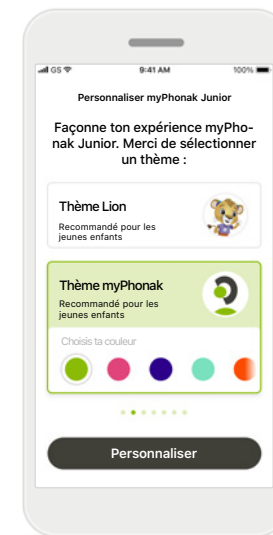 GS 9:41 AM 100%
Personnaliser myPhonak Junior
Façonne ton expérience myPho-
nak Junior. Merci de sélectionner
un thème :
Thème Lion
Recommandé pour les
jeunes enfants
Thème myPhonak
Recommandé pour les
jeunes enfants
Choisis ta couleur
Personnaliser